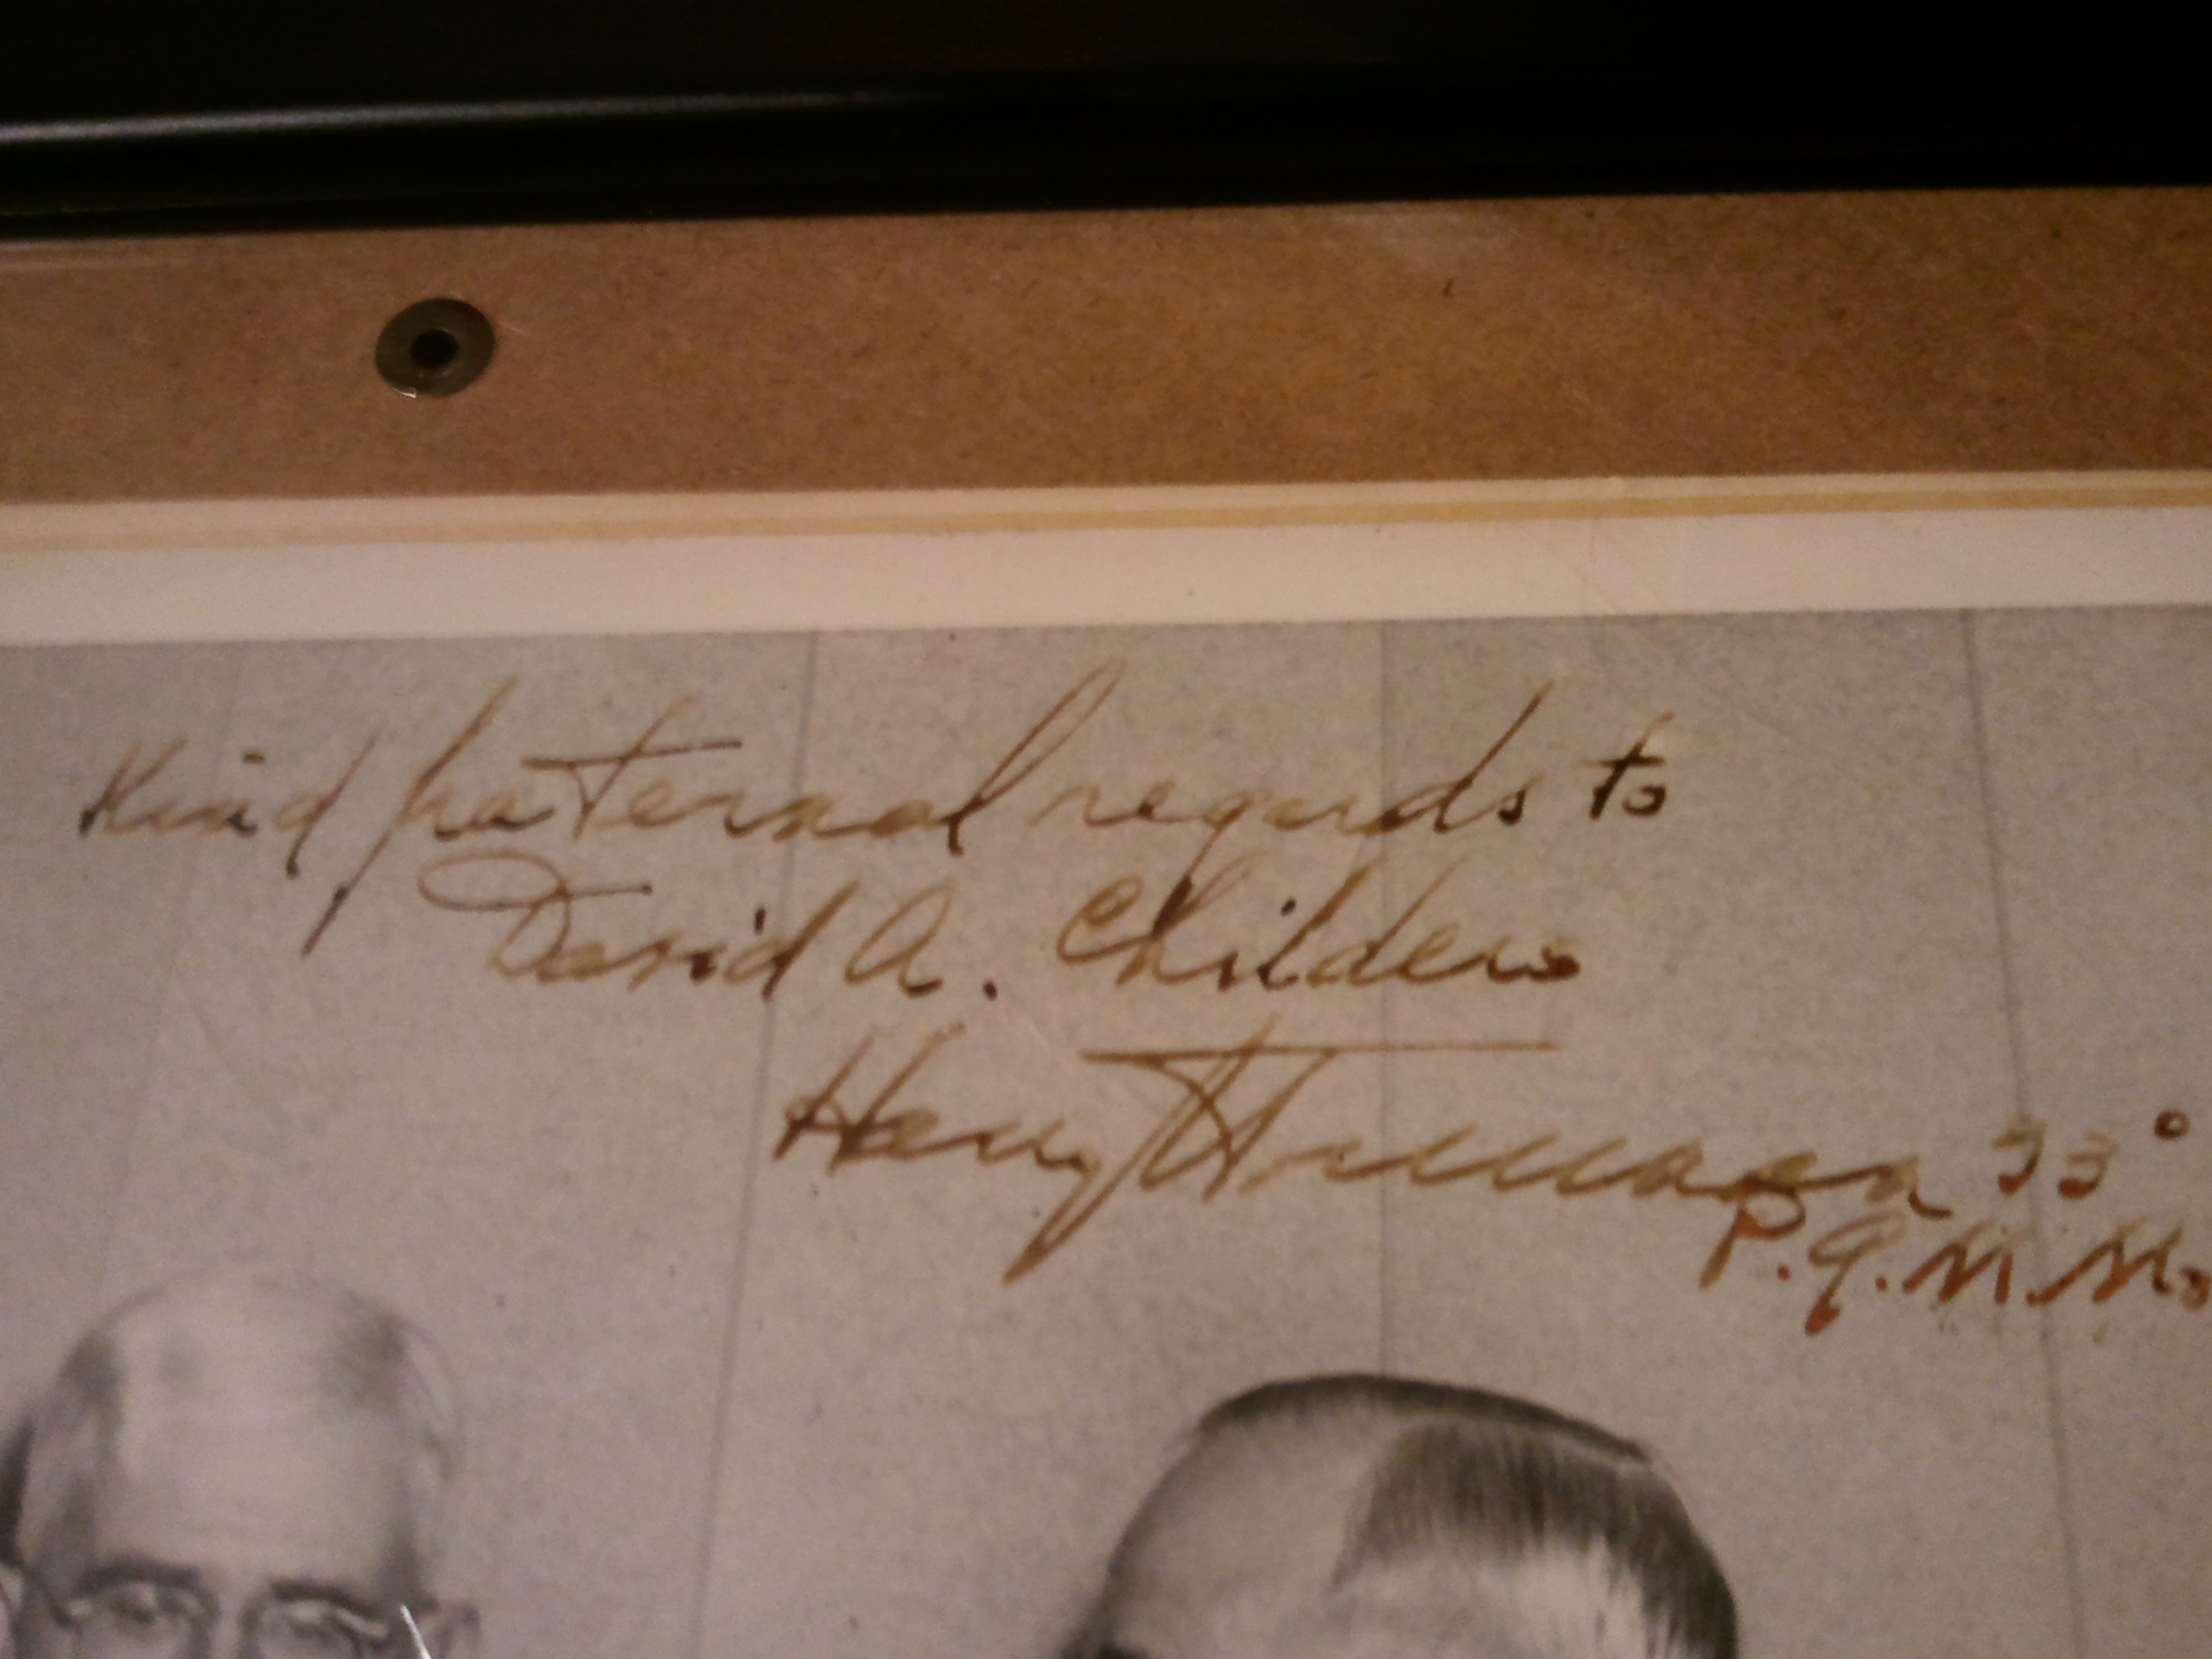 Kind fraternal regards to
David A. Childers
Harry Truman 33°
P.G.M. Mo